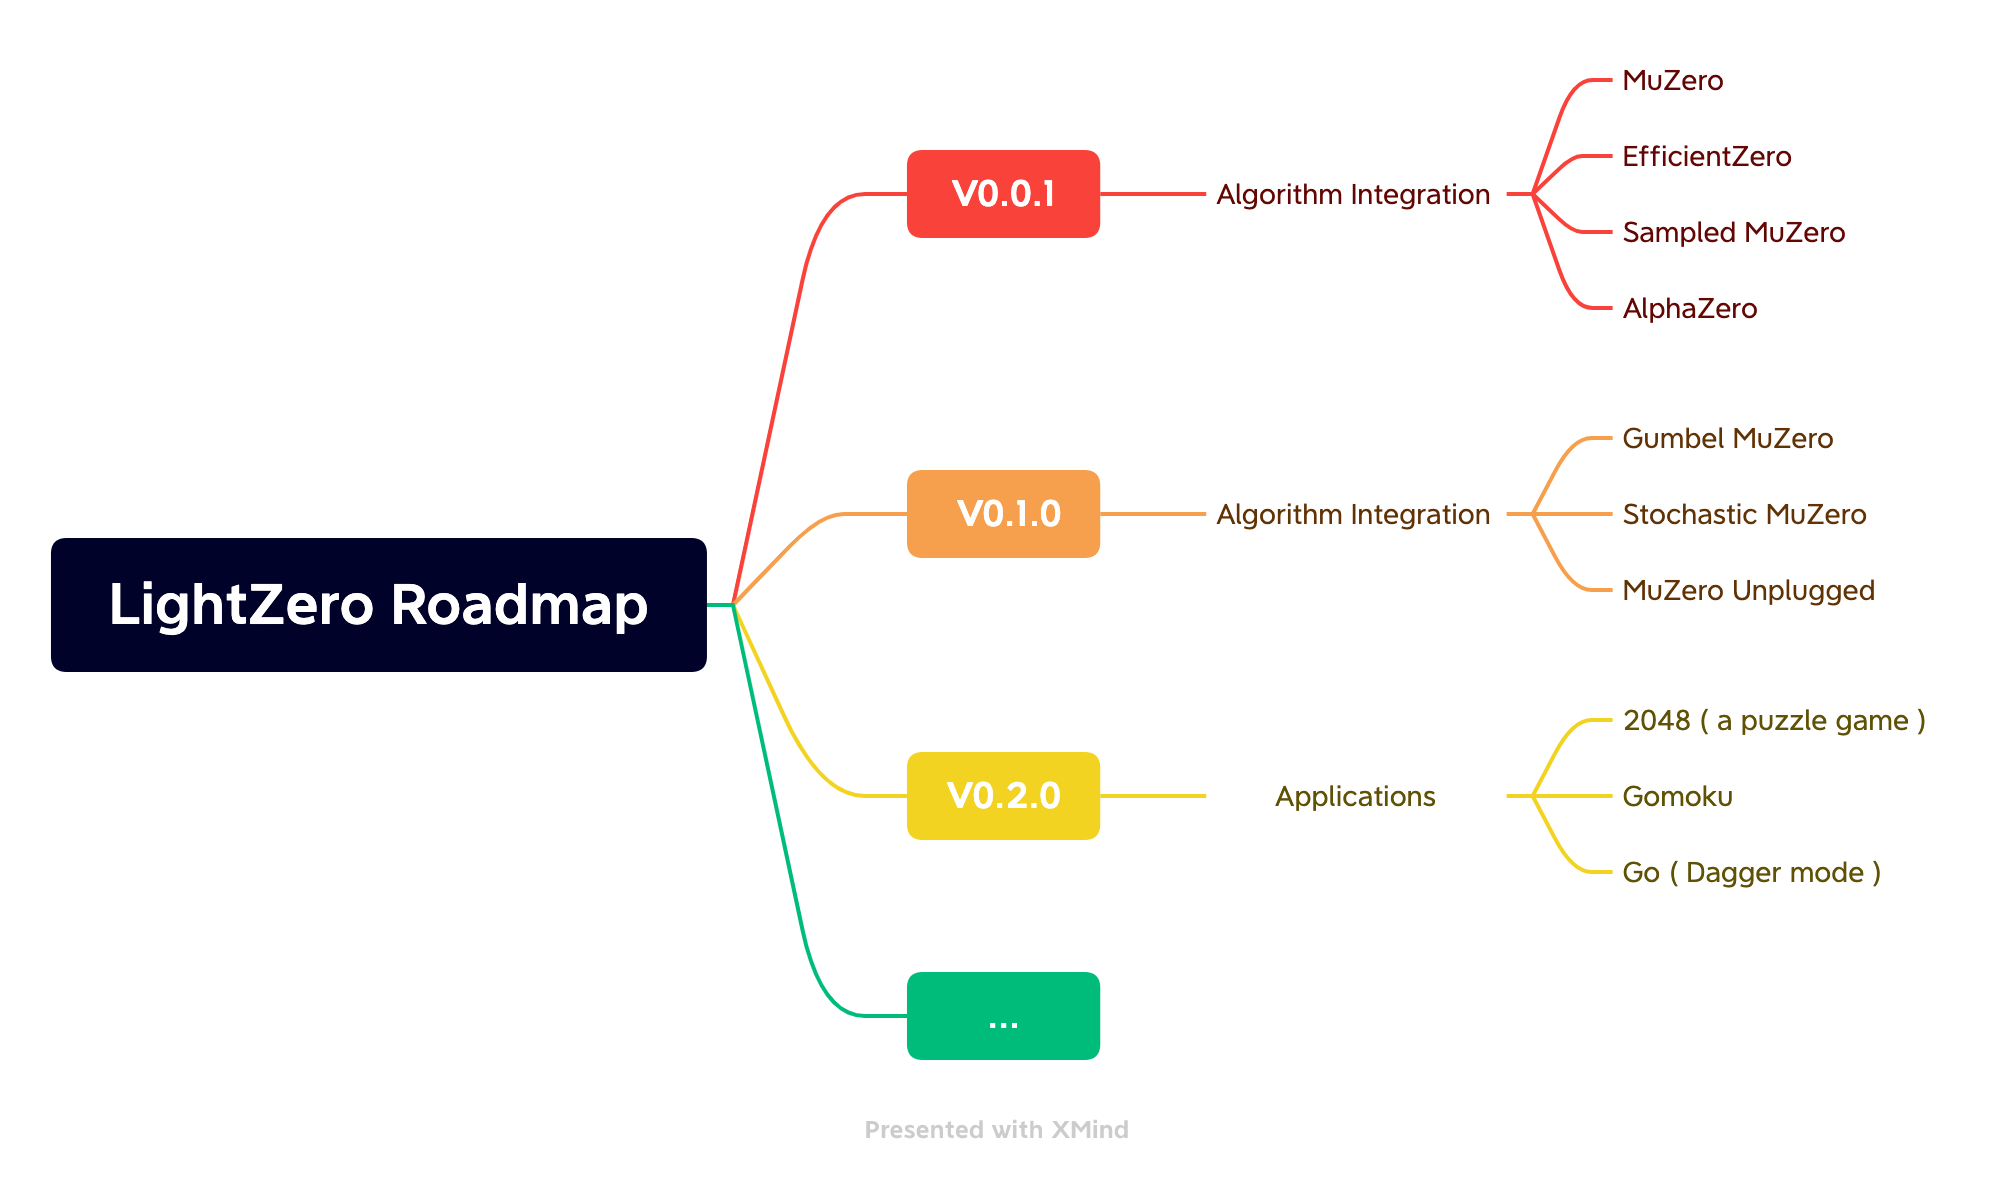 LightZero Roadmap
V0.0.1
Algorithm Integration
MuZero
EfficientZero
Sampled MuZero
AlphaZero
V0.1.0
Algorithm Integration
Gumbel MuZero
Stochastic MuZero
MuZero Unplugged
V0.2.0
Applications
2048 ( a puzzle game )
Gomoku
Go ( Dagger mode )
...
Presented with XMind